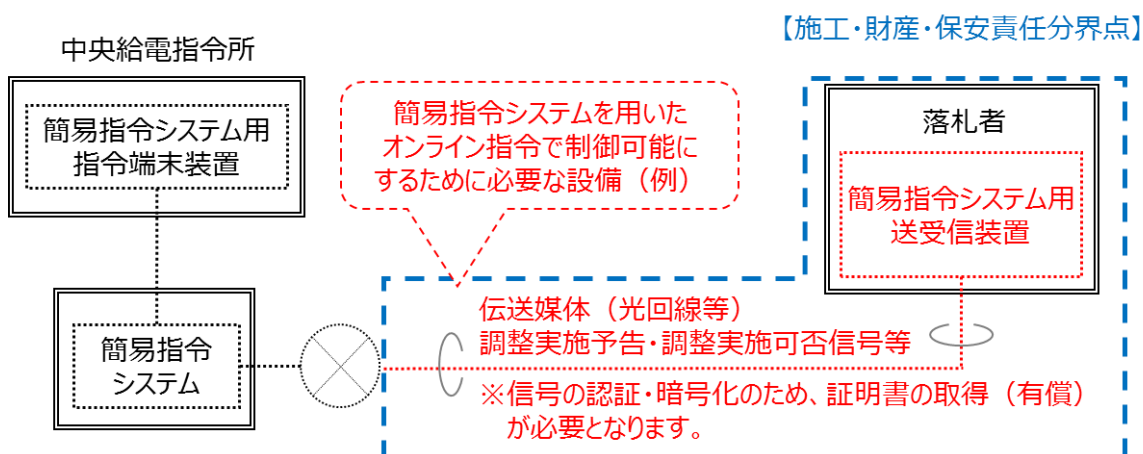 【施工・財産・保安責任分界点】
中央給電指令所
簡易指令システム用
指令端末装置
簡易指令システムを用いた
オンライン指令で制御可能に
するために必要な設備（例）
落札者
簡易指令システム用
送受信装置
簡易指令
システム
伝送媒体（光回線等）
調整実施予告・調整実施可否信号等
※信号の認証・暗号化のため、証明書の取得（有償）
が必要となります。